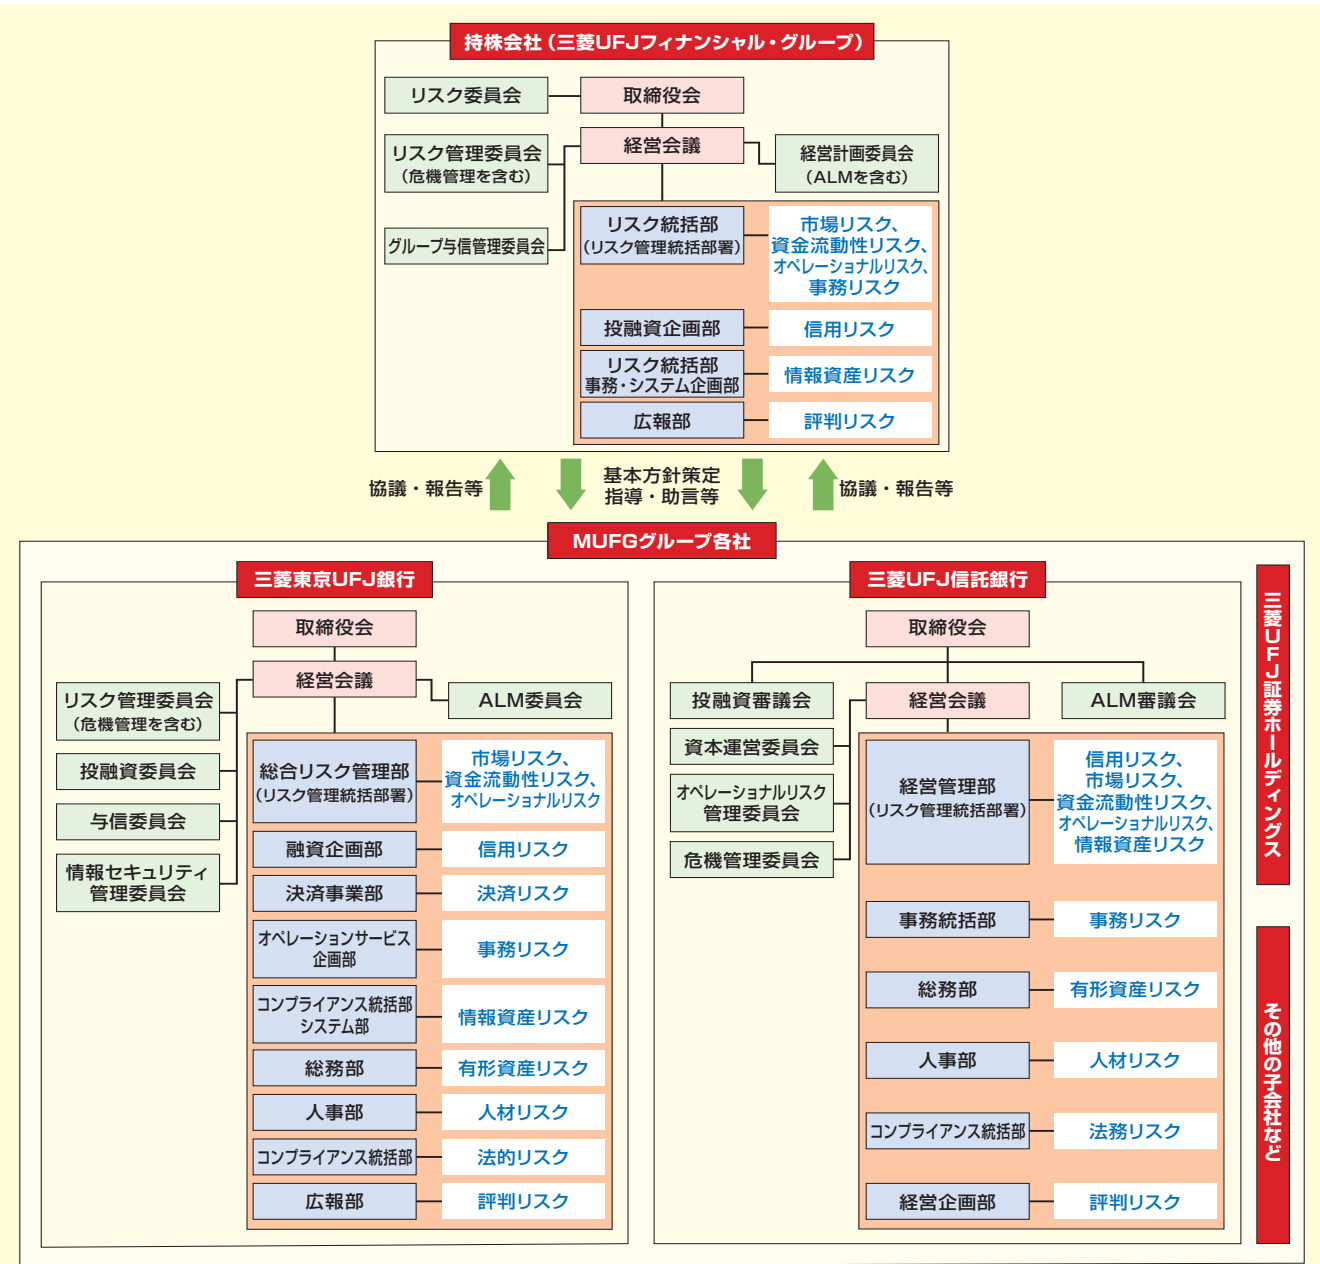 持株会社（三菱UFJフィナンシャル・グループ）
リスク委員会
取締役会
リスク管理委員会
（危機管理を含む）
経営会議
経営計画委員会
（ALMを含む）
グループ与信管理委員会
リスク統括部
（リスク管理統括部署）
市場リスク、
資金流動性リスク、
オペレーショナルリスク、
事務リスク
投融資企画部
信用リスク
リスク統括部
事務・システム企画部
情報資産リスク
広報部
評判リスク
協議・報告等
基本方針策定
指導・助言等
協議・報告等
MUFGグループ各社
三菱東京UFJ銀行
取締役会
経営会議
リスク管理委員会
（危機管理を含む）
ALM委員会
投融資委員会
与信委員会
情報セキュリティ
管理委員会
総合リスク管理部
（リスク管理統括部署）
市場リスク、
資金流動性リスク、
オペレーショナルリスク
融資企画部
信用リスク
決済事業部
決済リスク
オペレーションサービス
企画部
事務リスク
コンプライアンス統括部
システム部
情報資産リスク
総務部
有形資産リスク
人事部
人材リスク
コンプライアンス統括部
法的リスク
広報部
評判リスク
三菱UFJ信託銀行
取締役会
投融資審議会
経営会議
ALM審議会
資本運営委員会
オペレーショナルリスク
管理委員会
危機管理委員会
経営管理部
（リスク管理統括部署）
信用リスク、
市場リスク、
資金流動性リスク、
オペレーショナルリスク、
情報資産リスク
事務統括部
事務リスク
総務部
有形資産リスク
人事部
人材リスク
コンプライアンス統括部
法務リスク
経営企画部
評判リスク
三菱UFJ証券ホールディングス
その他の子会社など